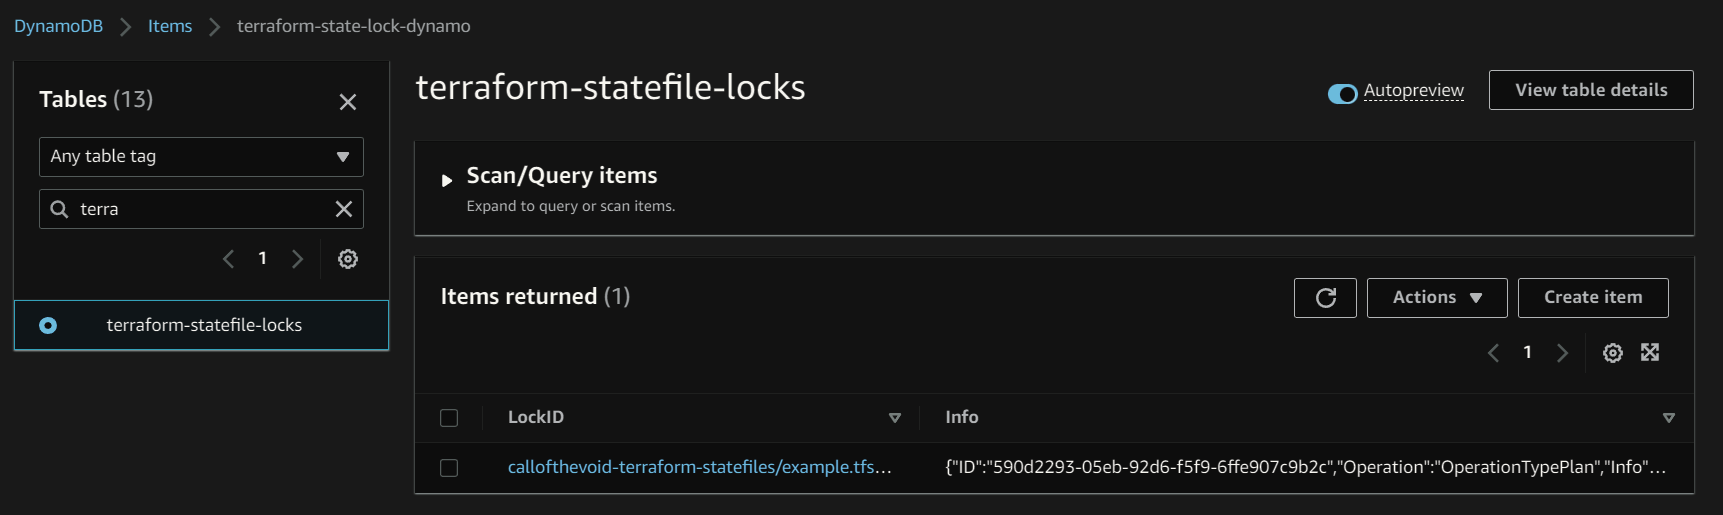 DynamoDB > Items > terraform-state-lock-dynamo
Tables (13)
Any table tag
terra
1
terraform-statefile-locks
terraform-statefile-locks
Autopreview
View table details
Scan/Query items
Expand to query or scan items.
Items returned (1)
Actions
Create item
1
LockID
Info
callofthevoid-terraform-statefiles/example.tfs...
{"ID":"590d2293-05eb-92d6-f5f9-6ffe907c9b2c","Operation":"OperationTypePlan","Info"...